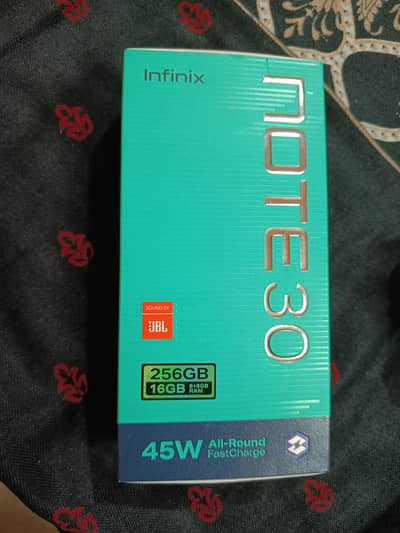 Infinix
NOTE 30
SOUND BY
JBL
256GB
16GB 8+8GB RAM
45W All-Round FastCharge